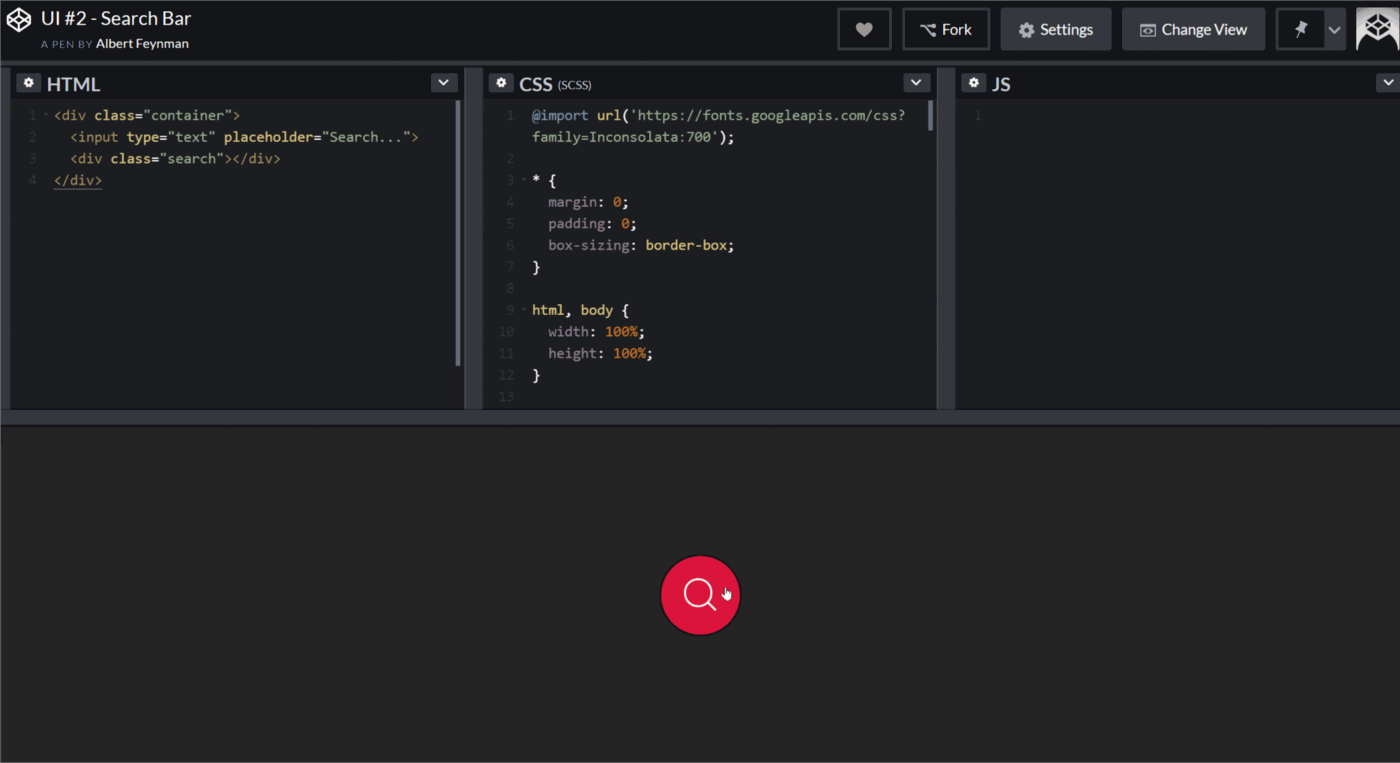 UI #2 - Search Bar
A PEN BY Albert Feynman
Fork
Settings
Change View
HTML
1 <div class="container">
2 <input type="text" placeholder="Search...">
3 <div class="search"></div>
4 </div>
CSS (SCSS)
1 @import url('https://fonts.googleapis.com/css?
family=Inconsolata:700');
2
3 * {
4 margin: 0;
5 padding: 0;
6 box-sizing: border-box;
7 }
8
9 html, body {
10 width: 100%;
11 height: 100%;
12 }
13
JS
1